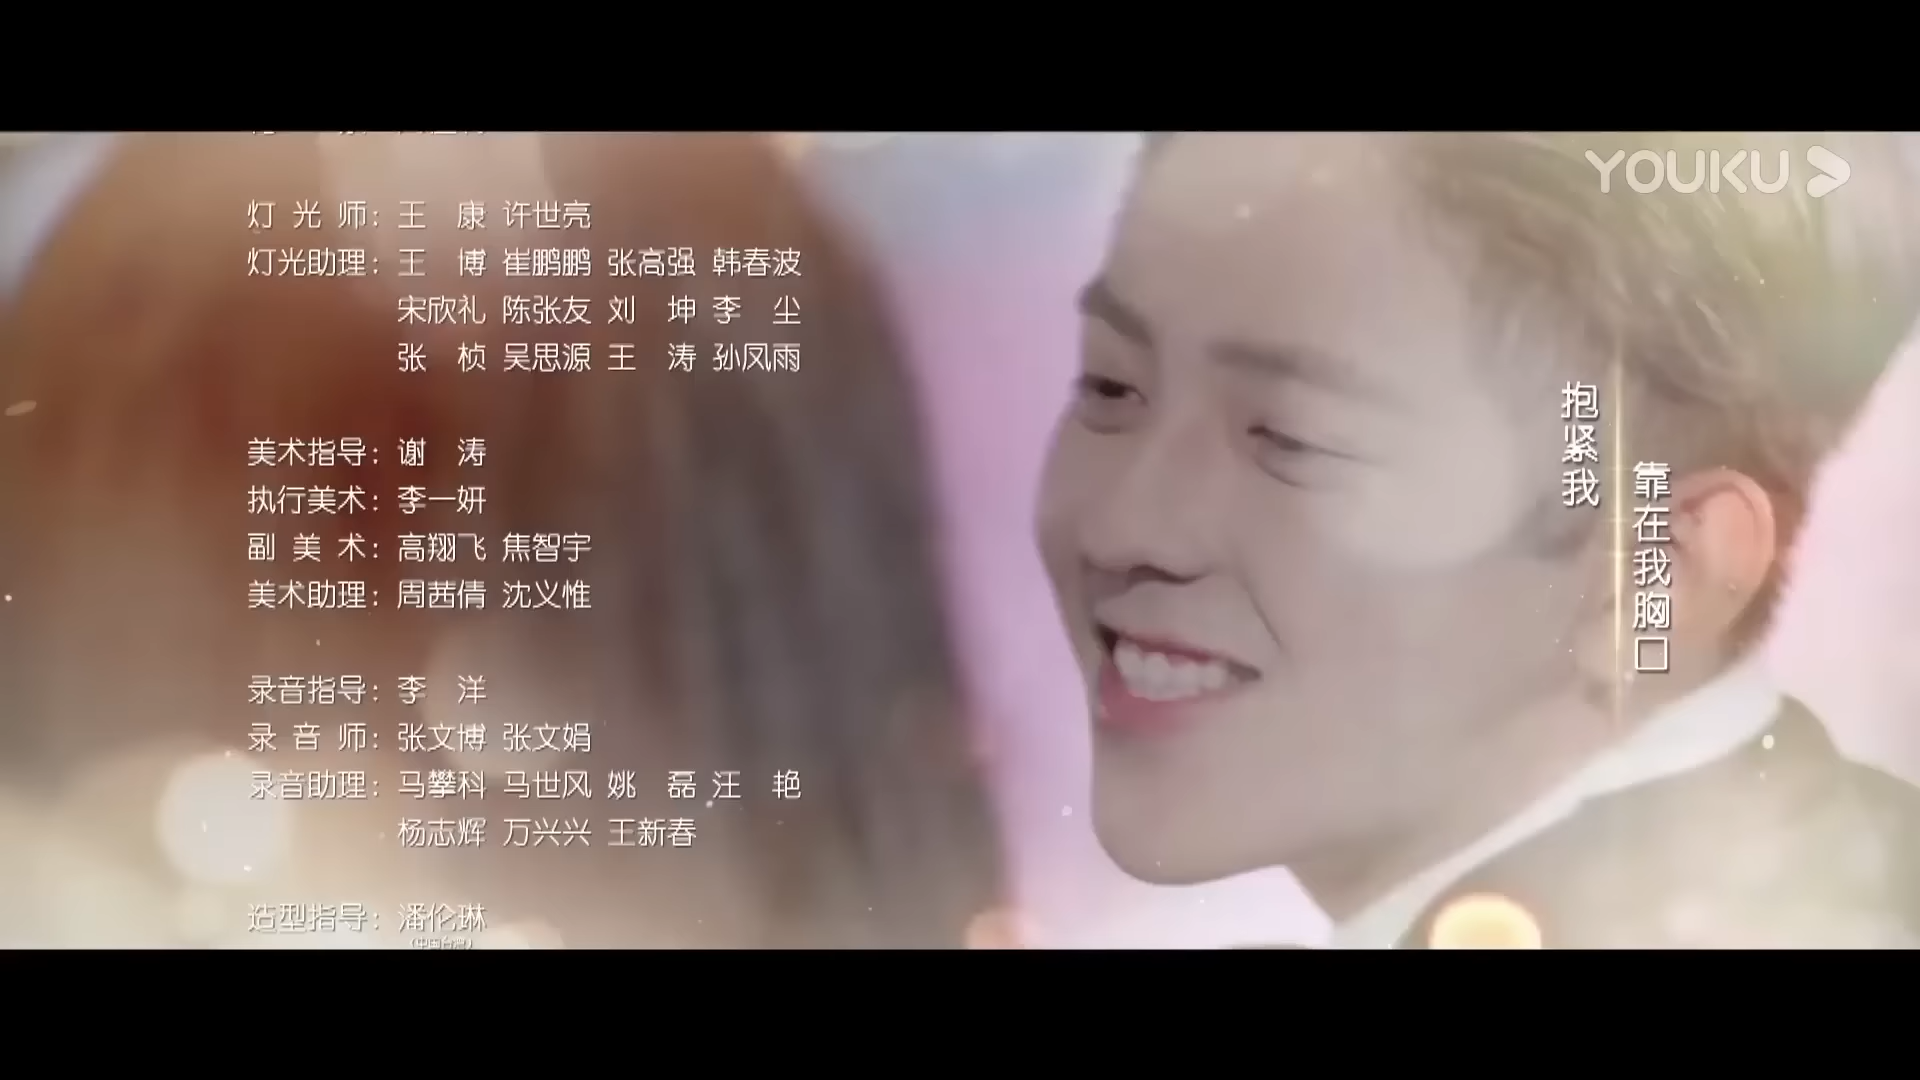 YOUKU
灯 光 师：王　康 许世亮
灯光助理：王　博 崔鹏鹏 张高强 韩春波
宋欣礼 陈张友 刘　坤 李　尘
张　桢 吴思源 王　涛 孙凤雨
美术指导：谢　涛
执行美术：李一妍
副 美 术：高翔飞 焦智宇
美术助理：周茜倩 沈义惟
录音指导：李　洋
录 音 师：张文博 张文娟
录音助理：马攀科 马世风 姚　磊 汪　艳
杨志辉 万兴兴 王新春
造型指导：潘伦琳
（中国台湾）
抱紧我
靠在我胸口